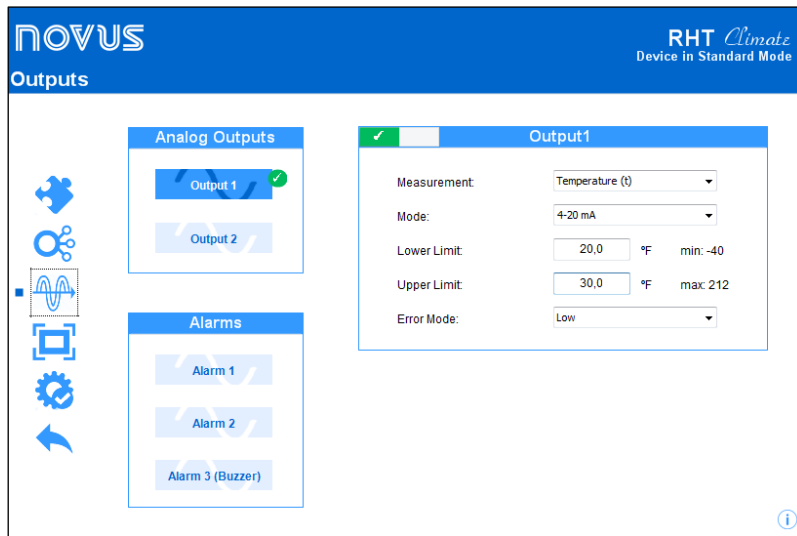 NOVUS
RHT Climate
Device in Standard Mode
Outputs
Analog Outputs
Output 1
Output 2
Alarms
Alarm 1
Alarm 2
Alarm 3 (Buzzer)
Output1
Measurement: Temperature (t)
Mode: 4-20 mA
Lower Limit: 20,0 ºF min: -40
Upper Limit: 30,0 ºF max: 212
Error Mode: Low